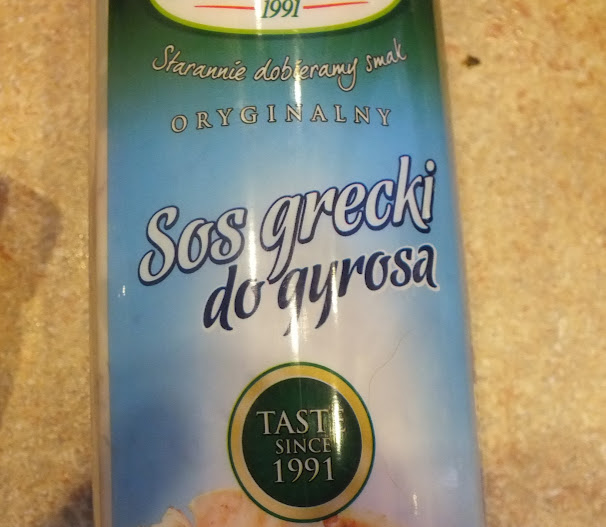 1991
Starannie dobieramy smak
ORYGINALNY
Sos grecki
do gyrosa
TASTE
SINCE
1991